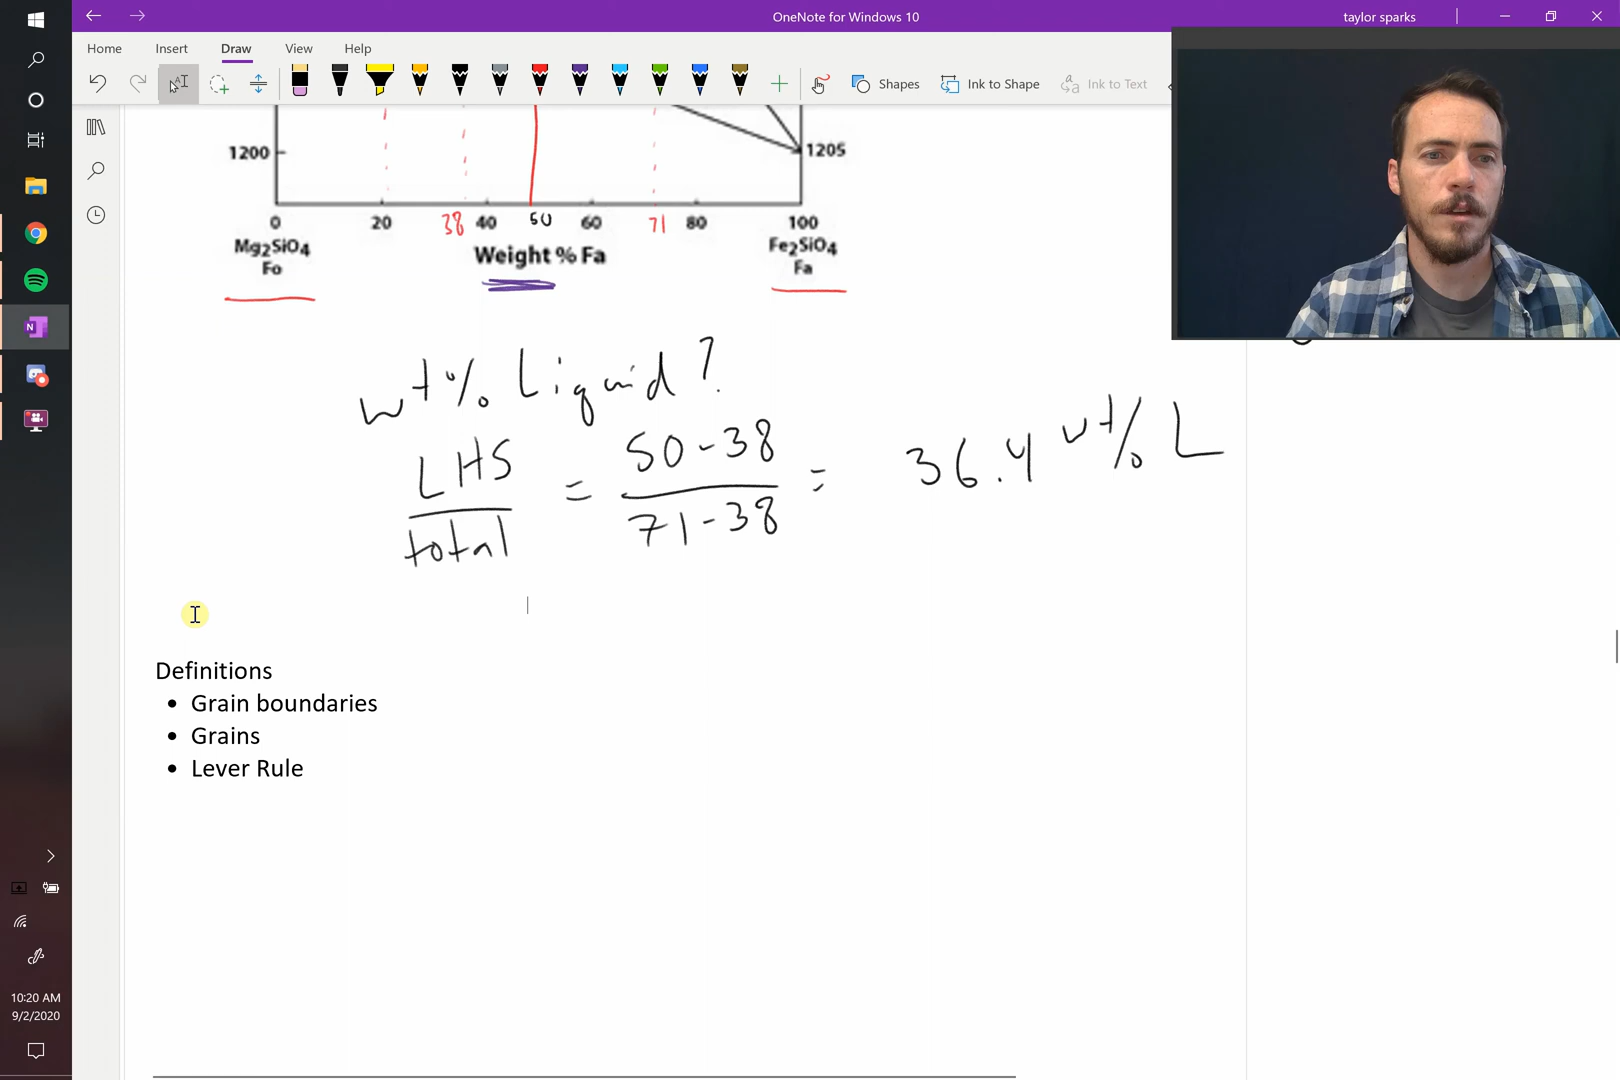 OneNote for Windows 10
taylor sparks
Home Insert Draw View Help
Shapes
Ink to Shape
Ink to Text
1200
1205
0 20 38 40 50 60 71 80 100
Mg2SiO4
Fo
Weight % Fa
Fe2SiO4
Fa
wt% Liquid?
LHS
total
= 50-38
71-38
= 36.4 wt% L
Definitions
• Grain boundaries
• Grains
• Lever Rule
10:20 AM
9/2/2020